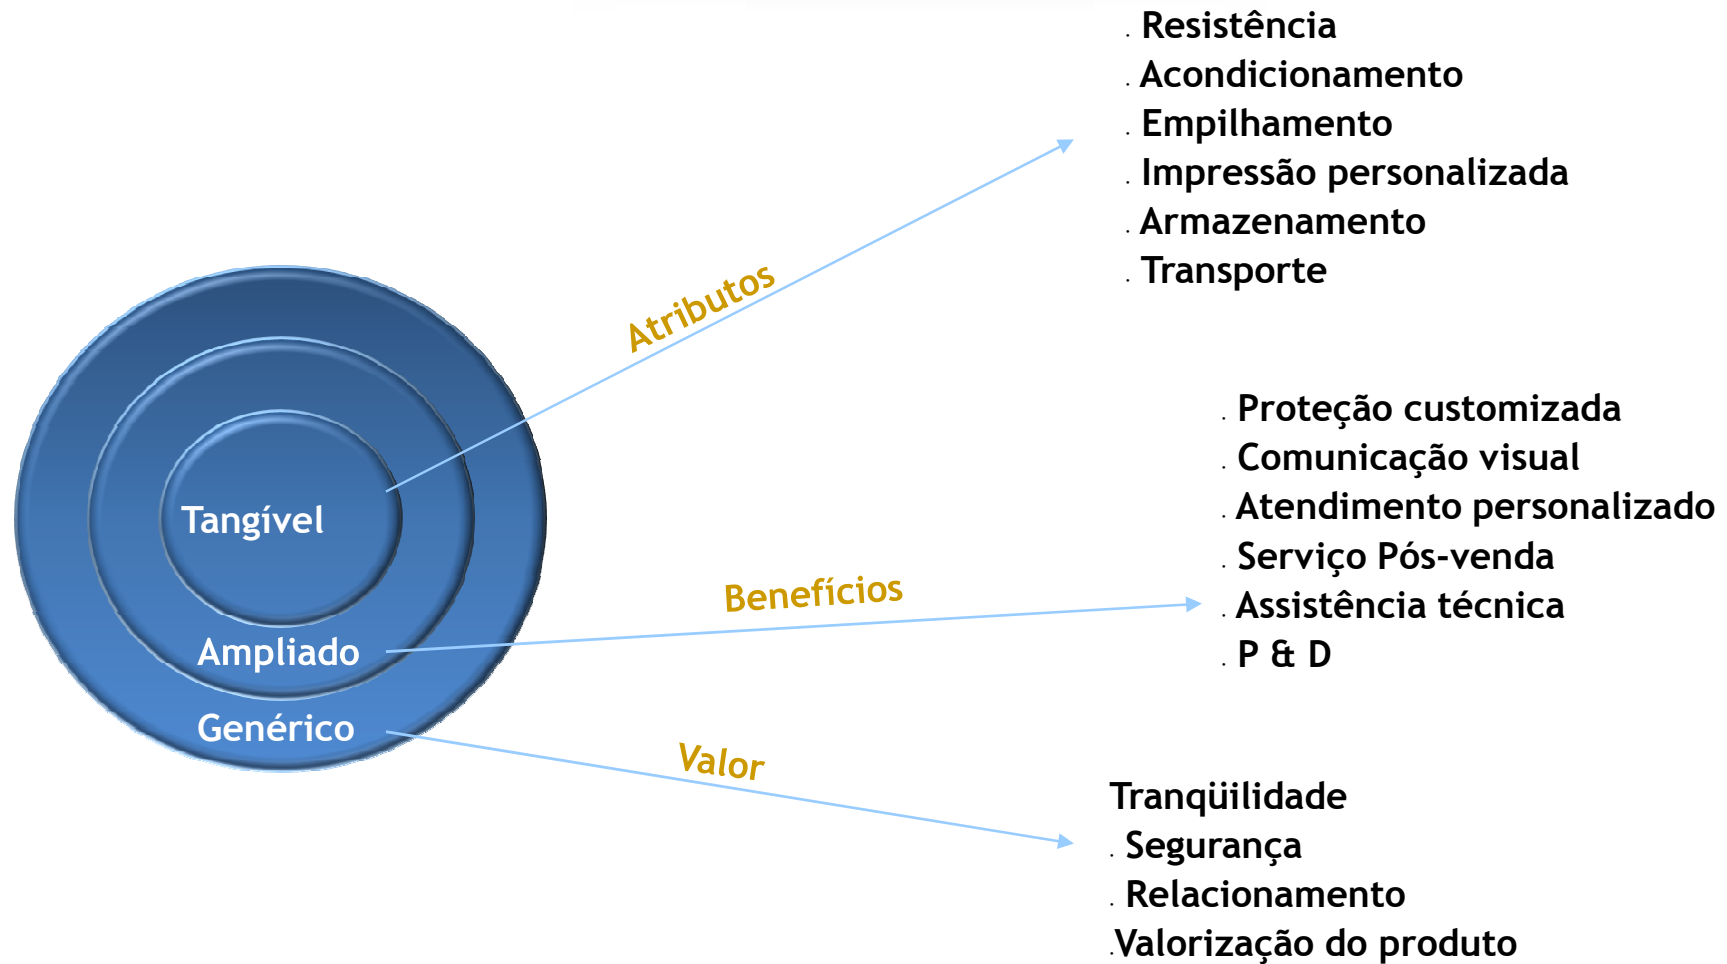 . Resistência
. Acondicionamento
. Empilhamento
. Impressão personalizada
. Armazenamento
. Transporte
Atributos
. Proteção customizada
. Comunicação visual
. Atendimento personalizado
. Serviço Pós-venda
. Assistência técnica
. P & D
Tangível
Benefícios
Ampliado
Genérico
Valor
Tranqüilidade
. Segurança
. Relacionamento
.Valorização do produto